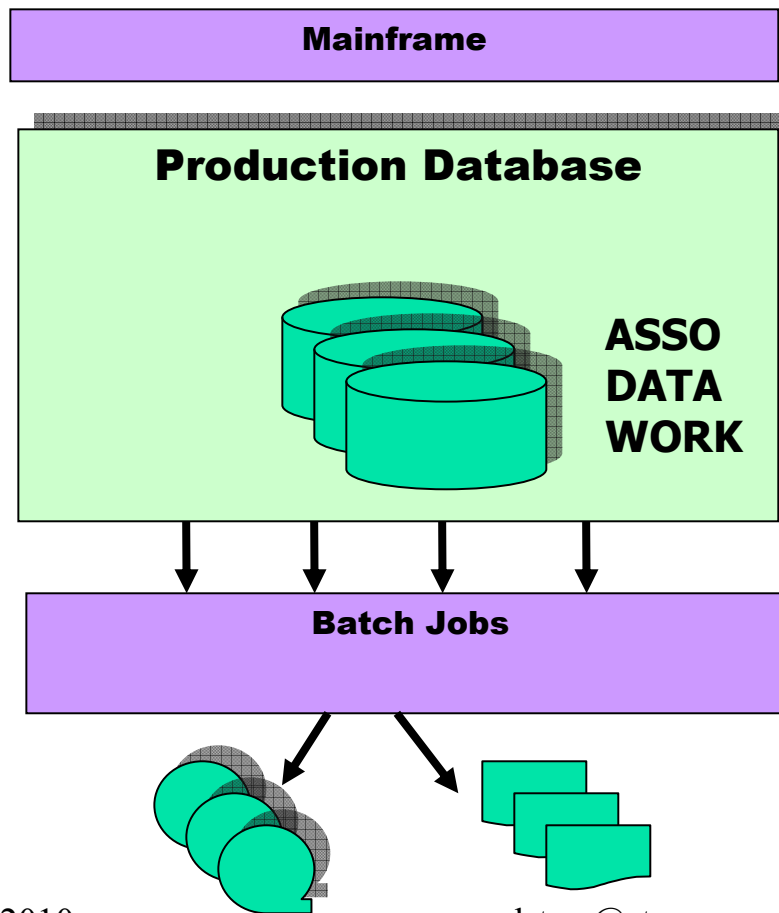 Mainframe
Production Database
ASSO
DATA
WORK
Batch Jobs
2010